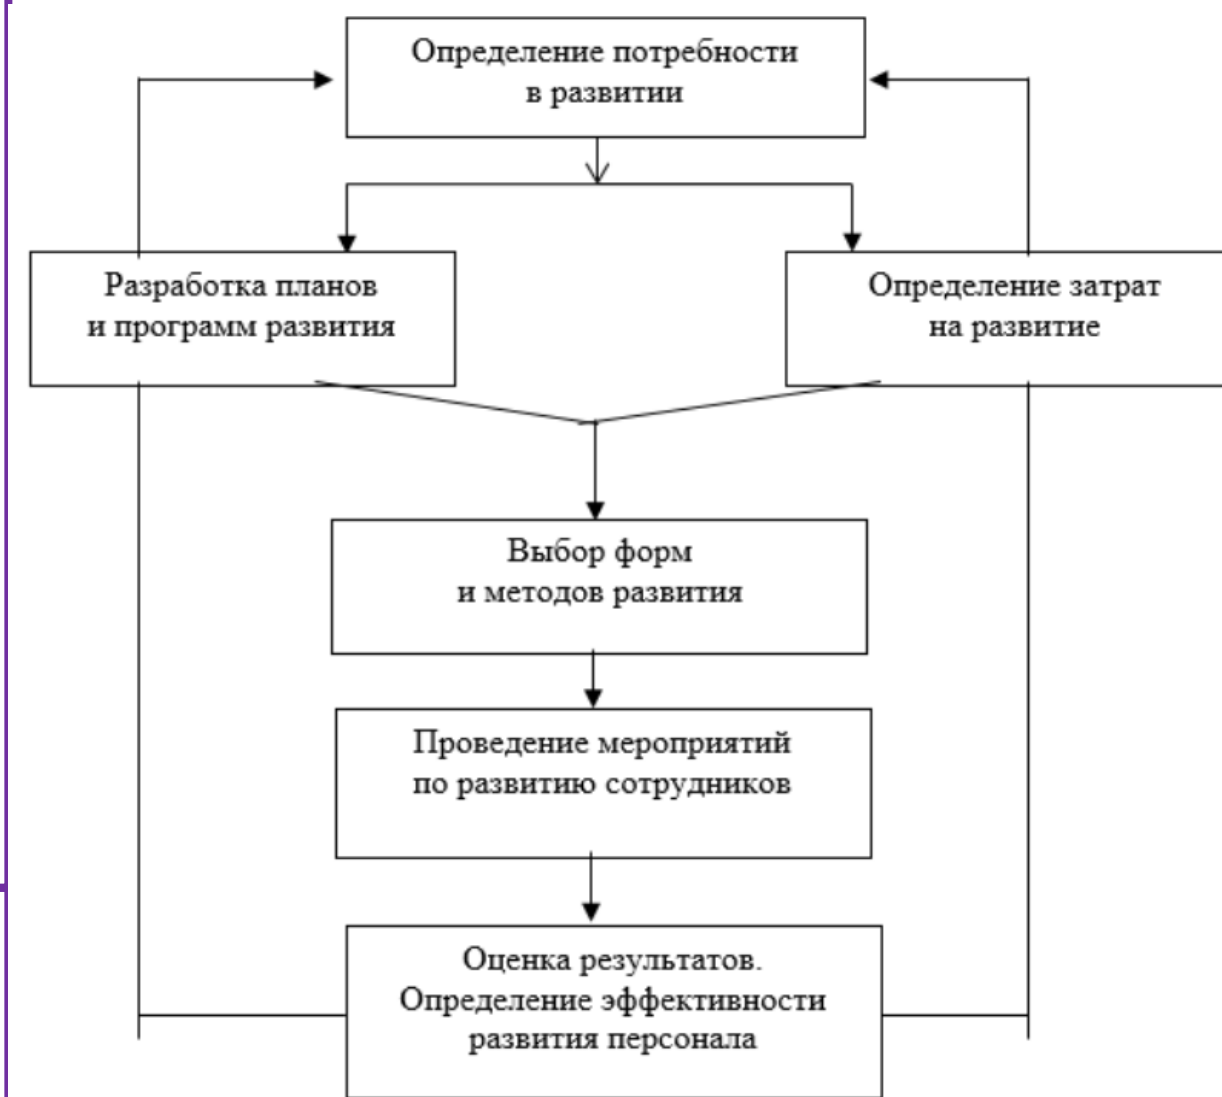 Определение потребности
в развитии
Разработка планов
и программ развития
Определение затрат
на развитие
Выбор форм
и методов развития
Проведение мероприятий
по развитию сотрудников
Оценка результатов.
Определение эффективности
развития персонала